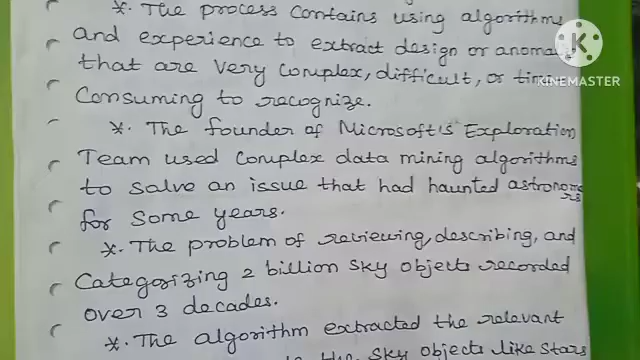 *. The process contains using algorithms
and experience to extract design or
that are very complex, difficult, or
Consuming to recognize.
*. The founder of Microsoft's Exploration
Team used complex data mining algorithms
to solve an issue that had haunted astronomers
for some years.
*. The problem of reviewing, describing, and
Categorizing 2 billion sky objects recorded
over 3 decades.
*. The algorithm extracted the relevant
the sky objects like stars
K
KINEMASTER